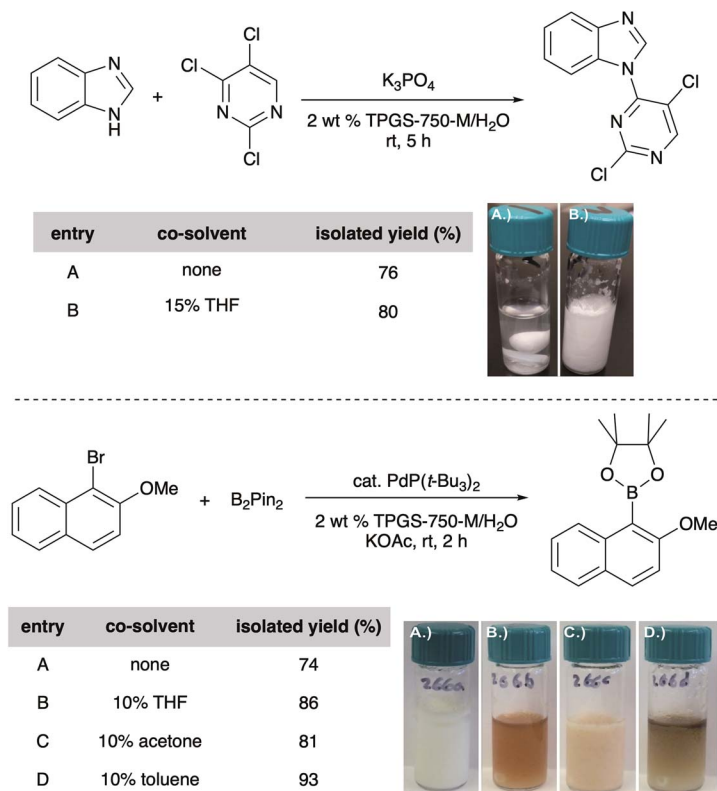 N
N
H
+
Cl
Cl
N
N
Cl
K₃PO₄
2 wt % TPGS-750-M/H₂O
rt, 5 h
N
N
Cl
N
N
Cl
entry co-solvent isolated yield (%)
A none 76
B 15% THF 80
A.) B.)
Br
OMe
+ B₂Pin₂
cat. PdP(t-Bu₃)₂
2 wt % TPGS-750-M/H₂O
KOAc, rt, 2 h
O O
B
OMe
entry co-solvent isolated yield (%)
A none 74
B 10% THF 86
C 10% acetone 81
D 10% toluene 93
A.) B.) C.) D.)
266a 266b 266c 266d